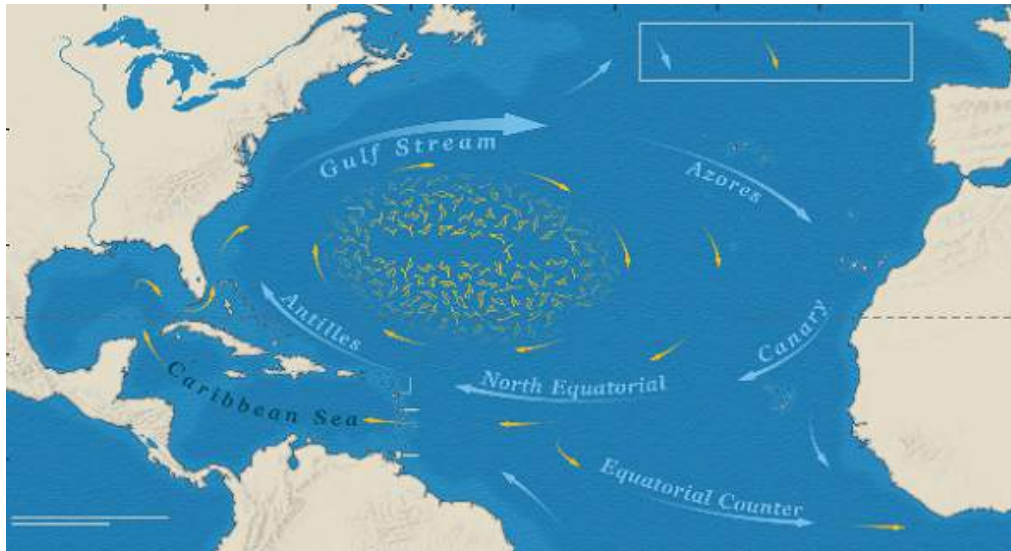 Gulf Stream
Azores
Antilles
Canary
North Equatorial
Caribbean Sea
Equatorial Counter